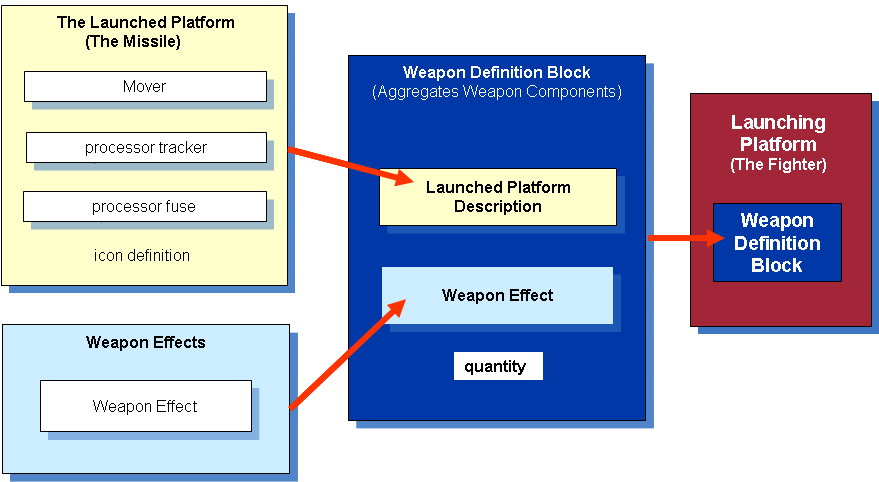 The Launched Platform
(The Missile)
Mover
processor tracker
processor fuse
icon definition
Weapon Effects
Weapon Effect
Weapon Definition Block
(Aggregates Weapon Components)
Launched Platform
Description
Weapon Effect
quantity
Launching
Platform
(The Fighter)
Weapon
Definition
Block